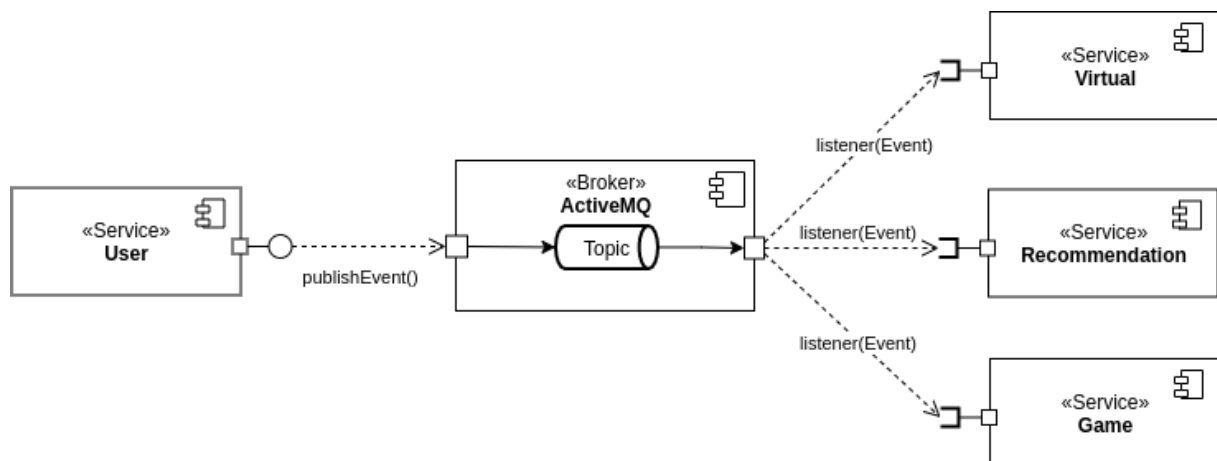 «Service»
User
publishEvent()
«Broker»
ActiveMQ
Topic
listener(Event)
listener(Event)
listener(Event)
«Service»
Virtual
«Service»
Recommendation
«Service»
Game